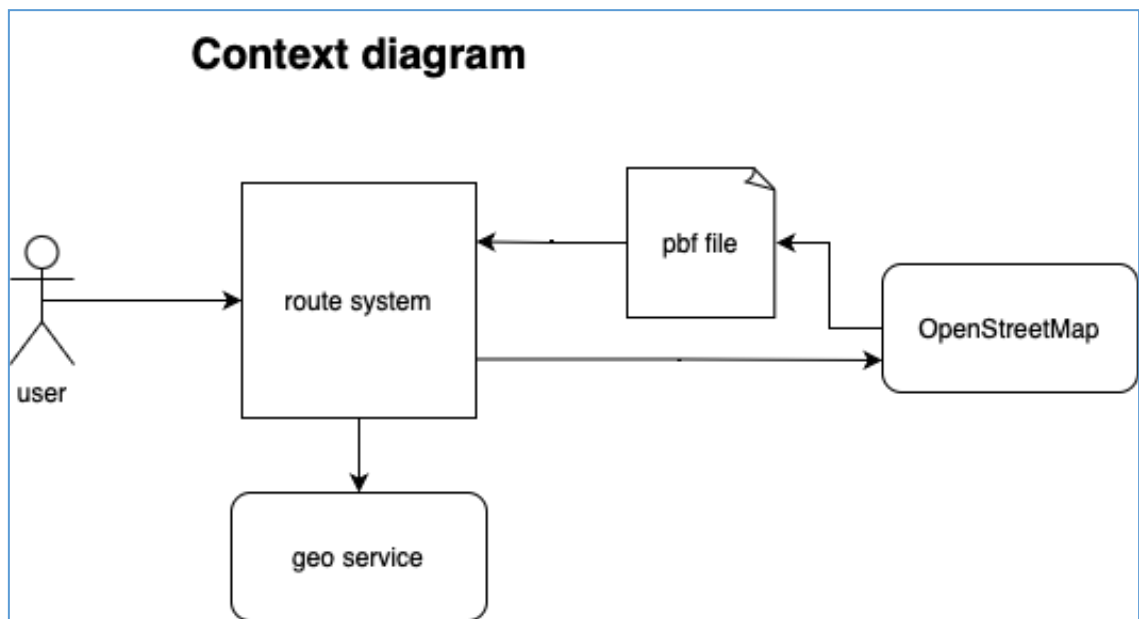 Context diagram
pbf file
route system
OpenStreetMap
user
geo service